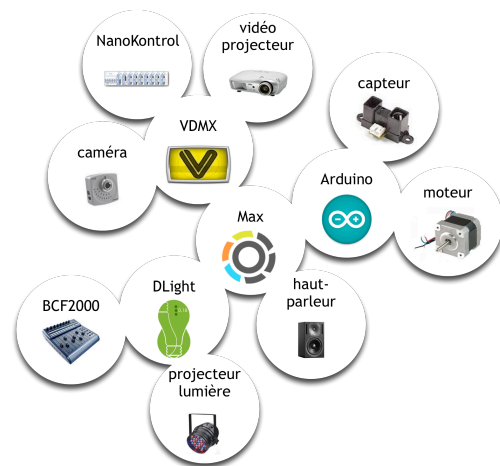 NanoKontrol
vidéo
projecteur
capteur
VDMX
caméra
Arduino
moteur
Max
DLight
haut-
parleur
BCF2000
projecteur
lumière